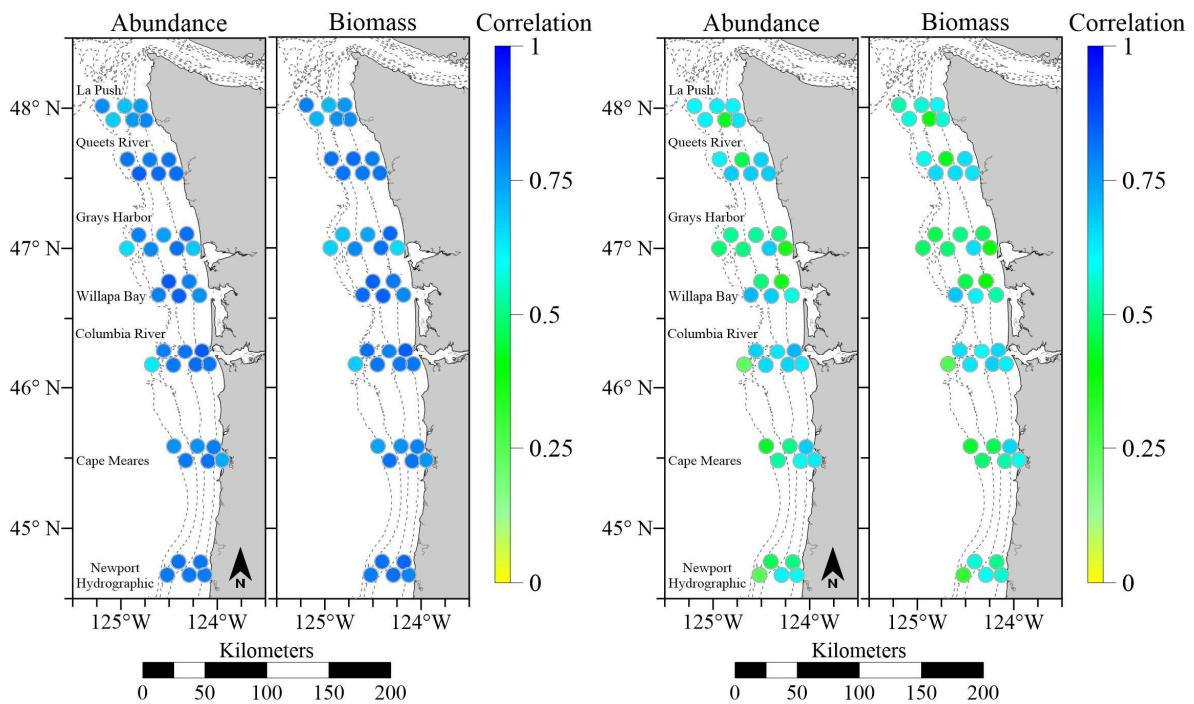 Abundance
Biomass
Correlation
La Push
48° N
Queets River
Grays Harbor
47° N
Willapa Bay
Columbia River
46° N
Cape Meares
45° N
Newport
Hydrographic
N
125°W
124°W
125°W
124°W
1
0.75
0.5
0.25
0
Kilometers
0
50
100
150
200
Abundance
Biomass
Correlation
La Push
48° N
Queets River
Grays Harbor
47° N
Willapa Bay
Columbia River
46° N
Cape Meares
45° N
Newport
Hydrographic
N
125°W
124°W
125°W
124°W
1
0.75
0.5
0.25
0
Kilometers
0
50
100
150
200